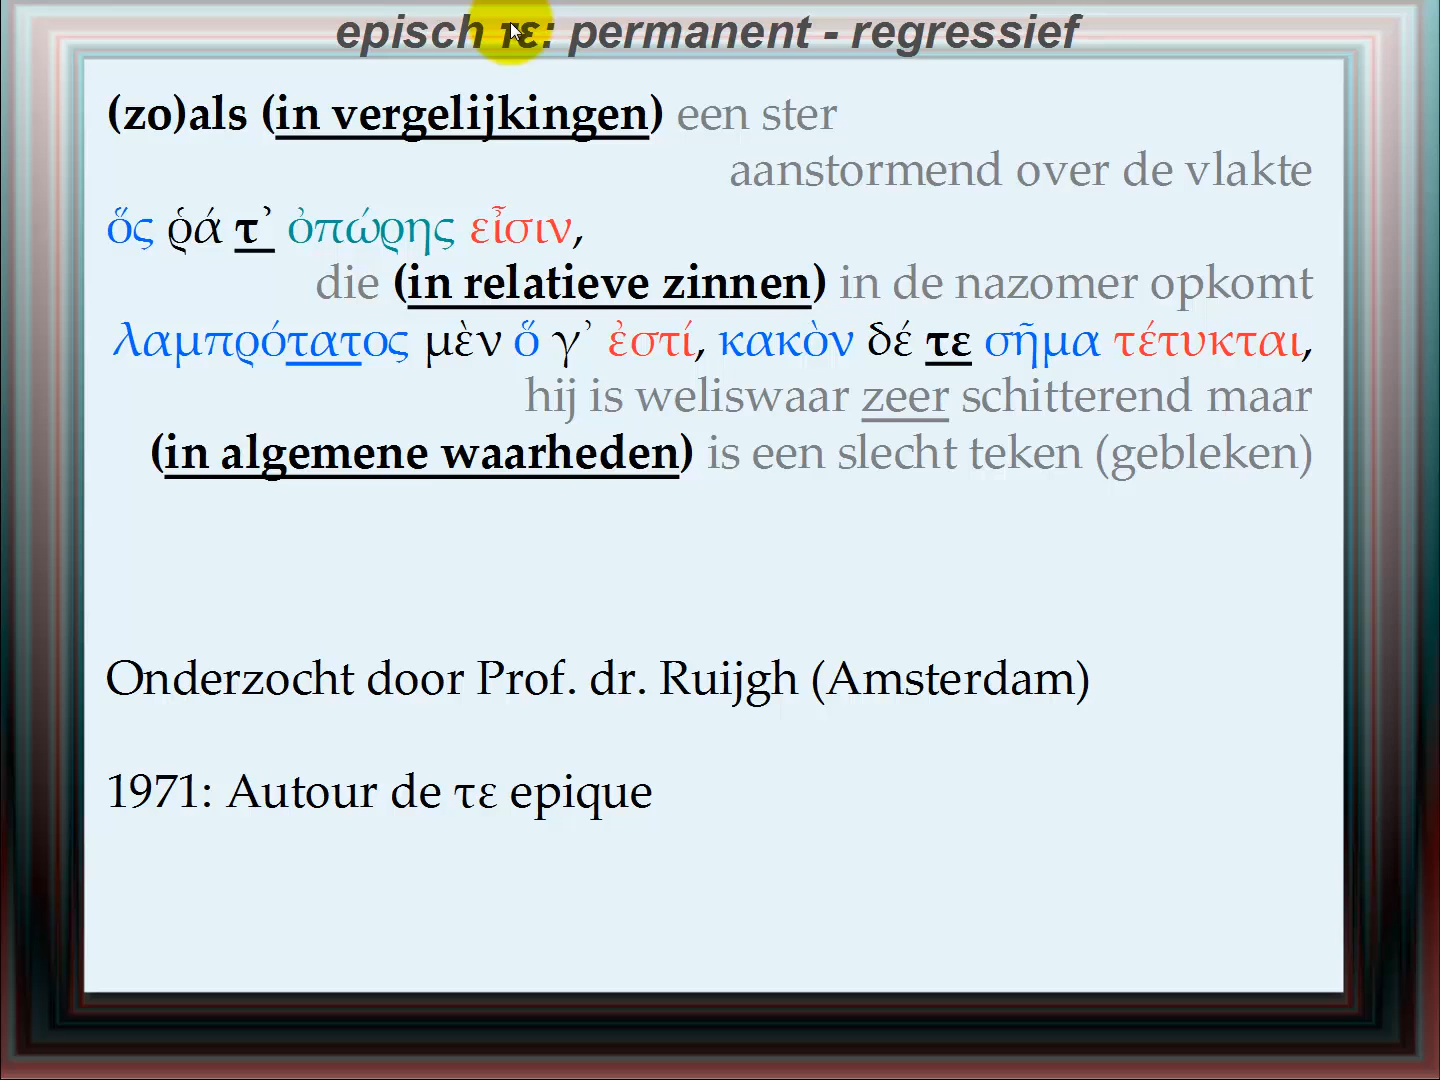 episch τε: permanent - regressief
(zo)als (in vergelijkingen) een ster
aanstormend over de vlakte
ὅς ῥά τ᾽ ὀπώρης εἶσιν,
die (in relatieve zinnen) in de nazomer opkomt
λαμπρότατος μὲν ὅ γ᾽ ἐστί, κακὸν δέ τε σῆμα τέτυκται,
hij is weliswaar zeer schitterend maar
(in algemene waarheden) is een slecht teken (gebleken)
Onderzocht door Prof. dr. Ruijgh (Amsterdam)
1971: Autour de τε epique